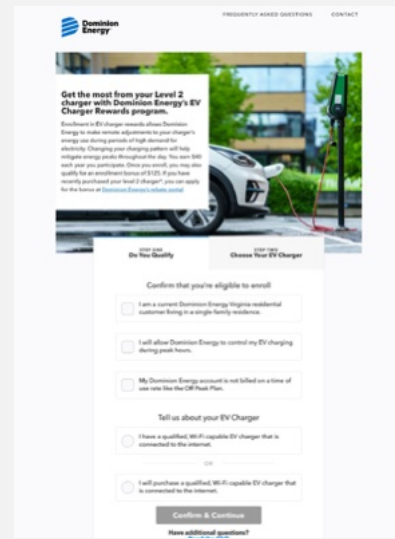 FREQUENTLY ASKED QUESTIONS
CONTACT
Dominion
Energy
Get the most from your Level 2
charger with Dominion Energy's EV
Charger Rewards program.
Enrollment in EV charger rewards allows Dominion
Energy to make remote adjustments to your charger's
energy use during periods of high demand for
electricity. Changing your charging pattern will help
mitigate energy peaks throughout the day. You earn $40
each year you participate. Once you enroll, you may also
qualify for an enrollment bonus of $125. If you have
recently purchased your level 2 charger*, you can apply
for the bonus at Dominion Energy's rebate portal
STEP ONE
Do You Qualify
STEP TWO
Choose Your EV Charger
Confirm that you're eligible to enroll
I am a current Dominion Energy Virginia residential
customer living in a single-family residence.
I will allow Dominion Energy to control my EV charging
during peak hours.
My Dominion Energy account is not billed on a time of
use rate like the Off Peak Plan.
Tell us about your EV Charger
I have a qualified, Wi-Fi capable EV charger that is
connected to the internet.
OR
I will purchase a qualified, Wi-Fi capable EV charger that
is connected to the internet.
Confirm & Continue
Have additional questions?